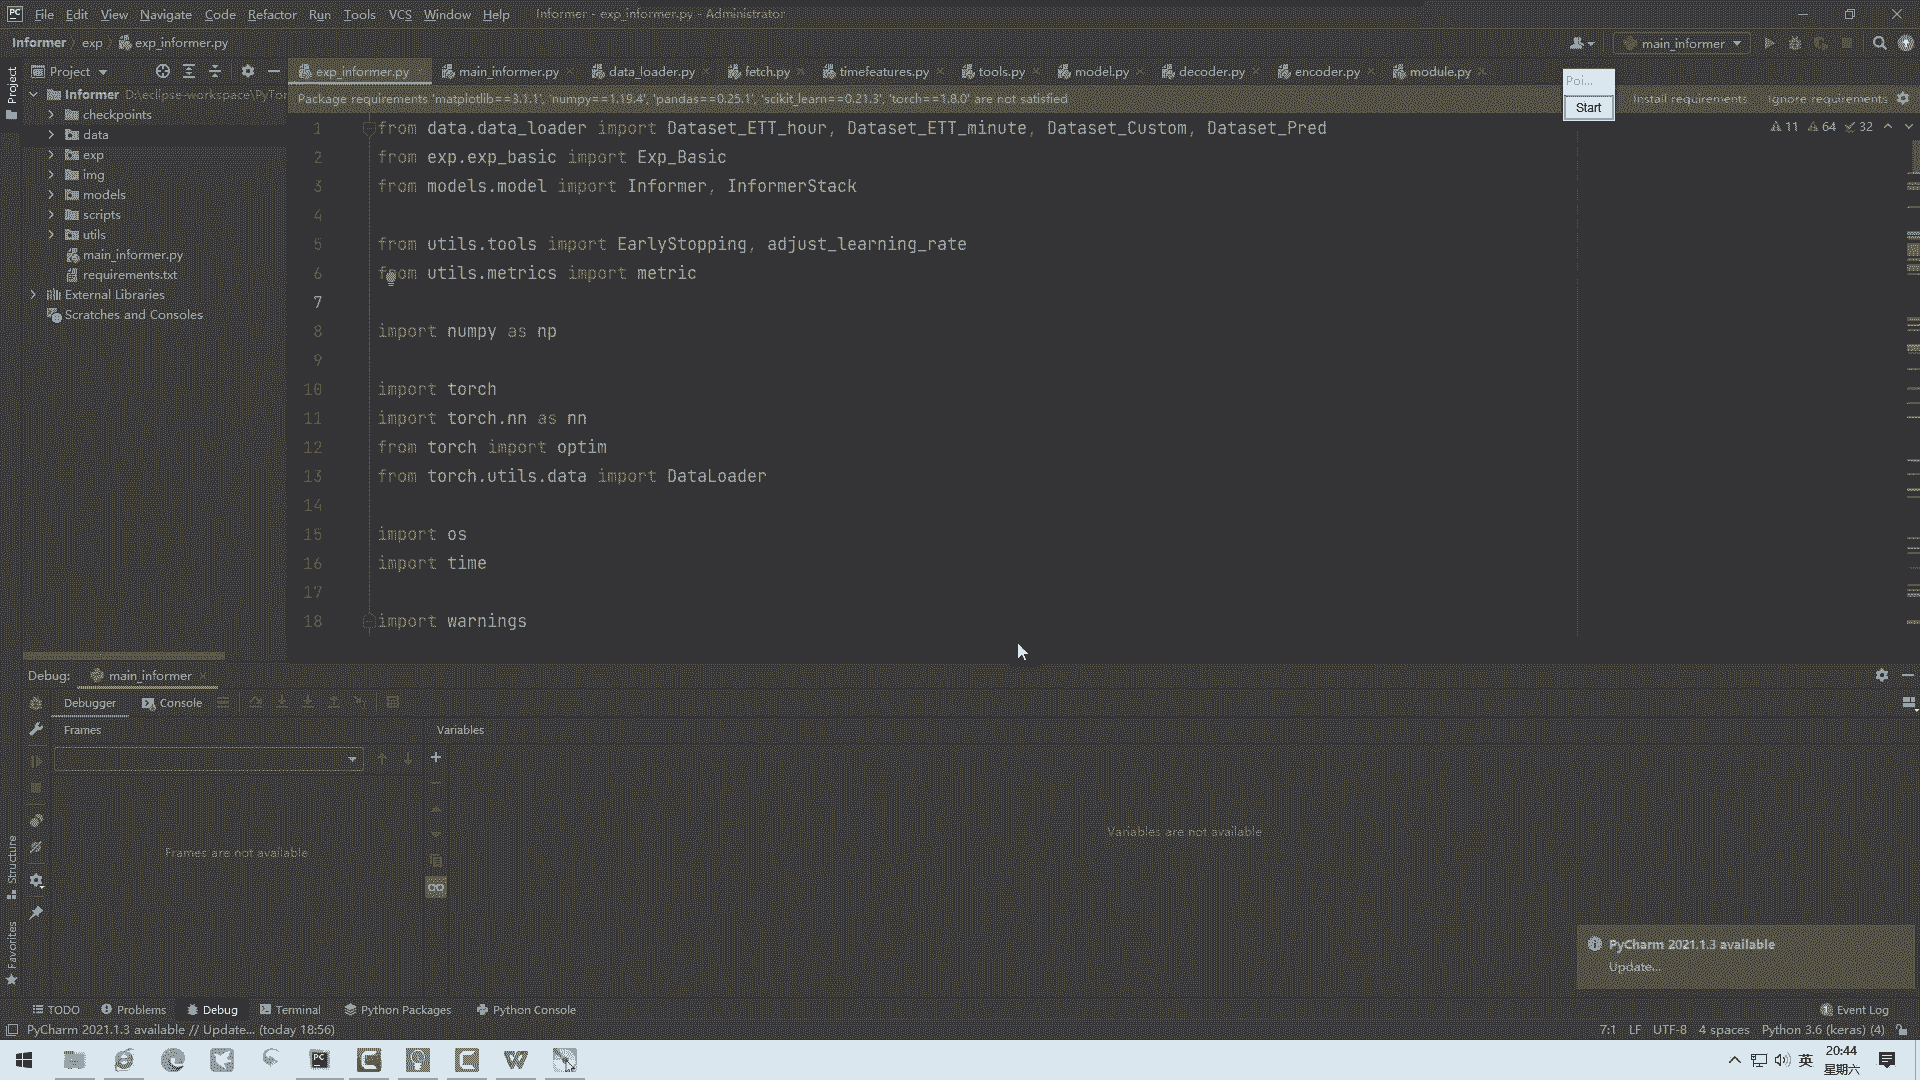 PC File Edit View Navigate Code Refactor Run Tools VCS Window Help Informer - exp_informer.py - Administrator
Informer exp exp_informer.py main_informer
Project exp_informer.py main_informer.py data_loader.py fetch.py timefeatures.py tools.py model.py decoder.py encoder.py module.py
Project
Informer D:\eclipse-workspace\PyTor
checkpoints
data
exp
img
models
scripts
utils
main_informer.py
requirements.txt
External Libraries
Scratches and Consoles
Package requirements 'matplotlib==3.1.1', 'numpy==1.19.4', 'pandas==0.25.1', 'scikit_learn==0.21.3', 'torch==1.8.0' are not satisfied
Install requirements Ignore requirements
Poi...
Start
11 64 32
1 from data.data_loader import Dataset_ETT_hour, Dataset_ETT_minute, Dataset_Custom, Dataset_Pred
2 from exp.exp_basic import Exp_Basic
3 from models.model import Informer, InformerStack
4
5 from utils.tools import EarlyStopping, adjust_learning_rate
6 from utils.metrics import metric
7
8 import numpy as np
9
10 import torch
11 import torch.nn as nn
12 from torch import optim
13 from torch.utils.data import DataLoader
14
15 import os
16 import time
17
18 import warnings
Debug: main_informer
Debugger Console
Frames Variables
Frames are not available
Variables are not available
Structure
Favorites
PyCharm 2021.1.3 available
Update...
TODO Problems Debug Terminal Python Packages Python Console 1 Event Log
PyCharm 2021.1.3 available // Update... (today 18:56) 7:1 LF UTF-8 4 spaces Python 3.6 (keras) (4)
PC W 英 20:44
星期六